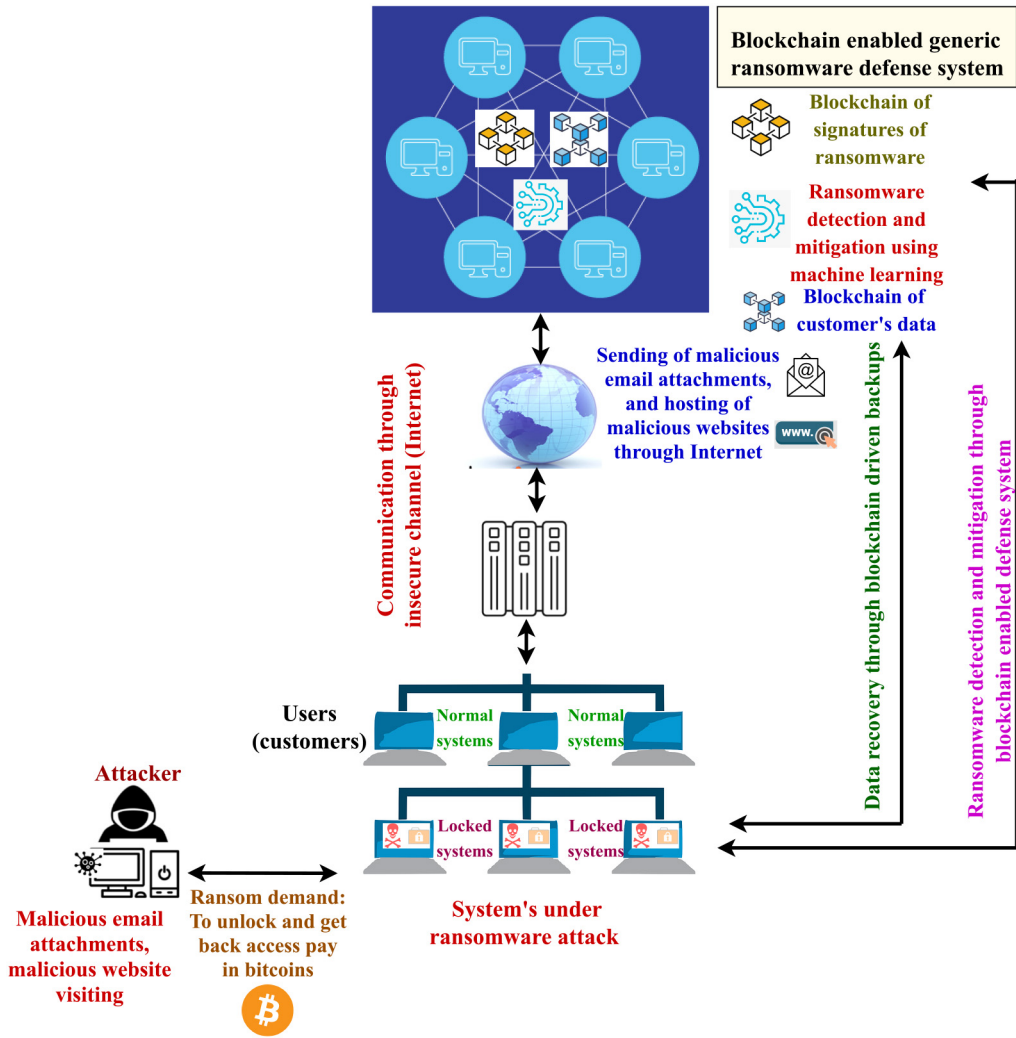 Blockchain enabled generic
ransomware defense system
Blockchain of
signatures of
ransomware
Ransomware
detection and
mitigation using
machine learning
Blockchain of
customer's data
Sending of malicious
email attachments,
and hosting of
malicious websites
through Internet
@
www.
Communication through
insecure channel (Internet)
Data recovery through blockchain driven backups
Ransomware detection and mitigation through
blockchain enabled defense system
Users
(customers)
Normal
systems
Normal
systems
Attacker
Locked
systems
Locked
systems
Malicious email
attachments,
malicious website
visiting
Ransom demand:
To unlock and get
back access pay
in bitcoins
System's under
ransomware attack